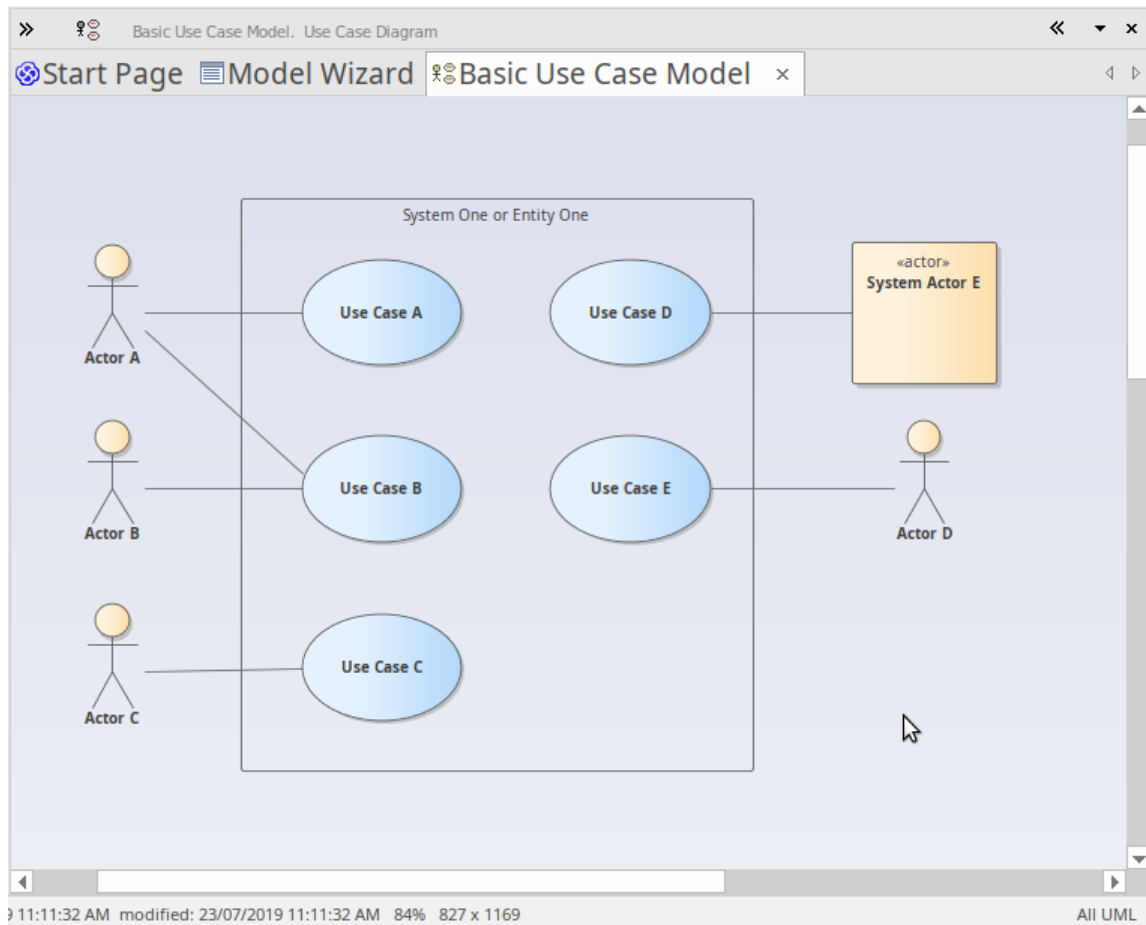 Basic Use Case Model.  Use Case Diagram
Start Page Model Wizard Basic Use Case Model
System One or Entity One
«actor»
System Actor E
Use Case A
Use Case D
Actor A
Use Case B
Use Case E
Actor B
Actor D
Use Case C
Actor C
11:11:32 AM  modified: 23/07/2019 11:11:32 AM  84%  827 x 1169
All UML